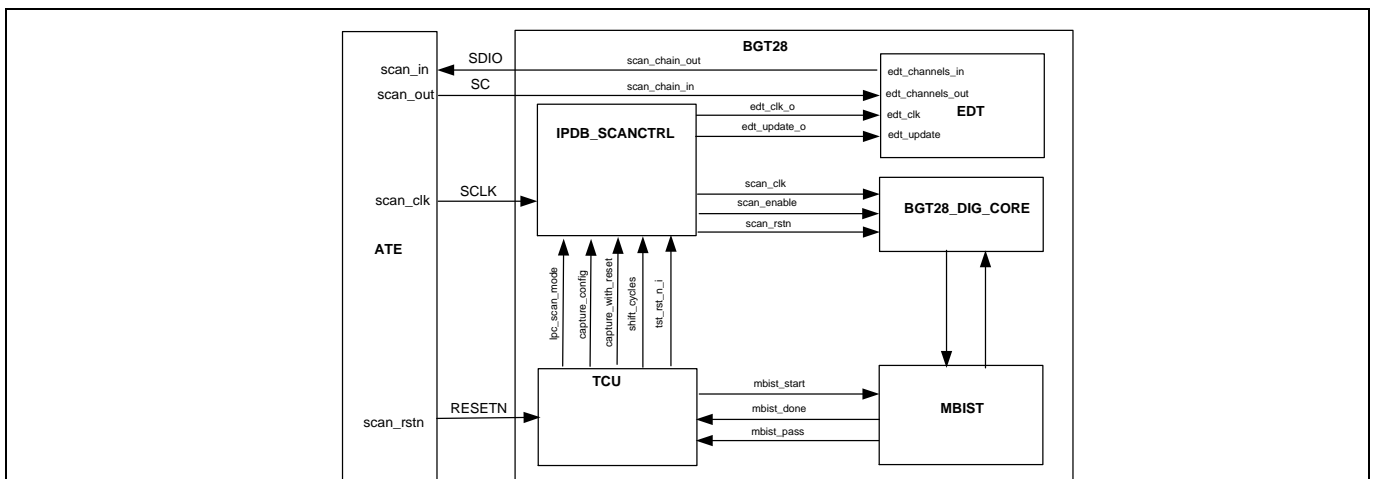 BGT28
SDIO
scan_in
scan_chain_out
edt_channels_in
SC
scan_out
scan_chain_in
edt_channels_out
edt_clk_o
edt_clk
EDT
IPDB_SCANCTRL
edt_update_o
edt_update
scan_clk
SCLK
scan_clk
scan_enable
BGT28_DIG_CORE
scan_rstn
ATE
lpc_scan_mode
capture_config
capture_with_reset
shift_cycles
tst_rst_n_i
TCU
mbist_start
RESETN
mbist_done
MBIST
scan_rstn
mbist_pass